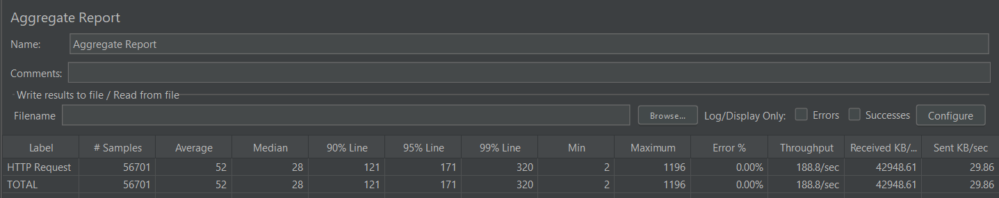 Aggregate Report
Name: Aggregate Report
Comments:
Write results to file / Read from file
Filename Browse... Log/Display Only: Errors Successes Configure
Label # Samples Average Median 90% Line 95% Line 99% Line Min Maximum Error % Throughput Received KB/... Sent KB/sec
HTTP Request 56701 52 28 121 171 320 2 1196 0.00% 188.8/sec 42948.61 29.86
TOTAL 56701 52 28 121 171 320 2 1196 0.00% 188.8/sec 42948.61 29.86